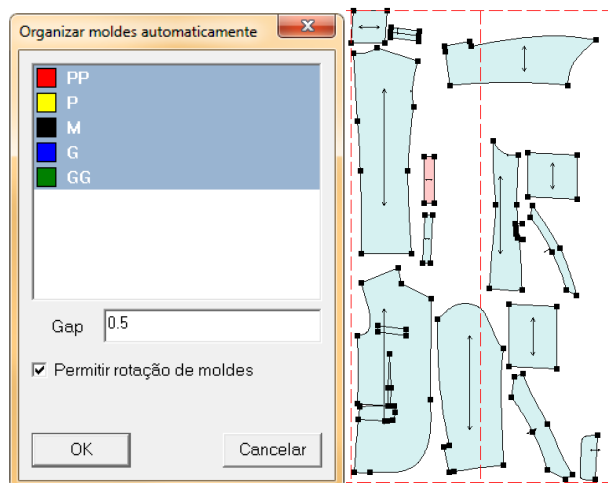 Organizar moldes automaticamente
PP
P
M
G
GG
Gap 0.5
Permitir rotação de moldes
OK Cancelar